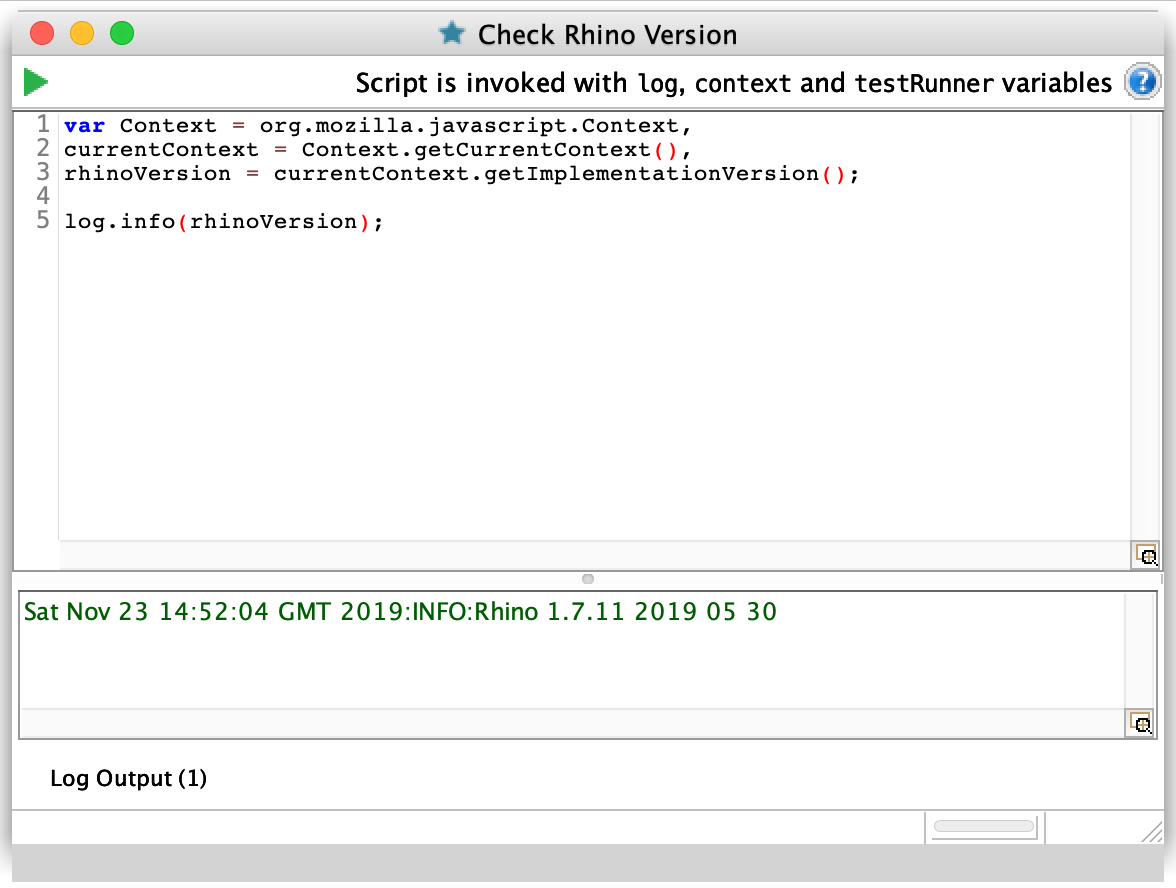 Check Rhino Version
Script is invoked with log, context and testRunner variables
?
1 var Context = org.mozilla.javascript.Context,
2 currentContext = Context.getCurrentContext(),
3 rhinoVersion = currentContext.getImplementationVersion();
4
5 log.info(rhinoVersion);
Sat Nov 23 14:52:04 GMT 2019:INFO:Rhino 1.7.11 2019 05 30
Log Output (1)